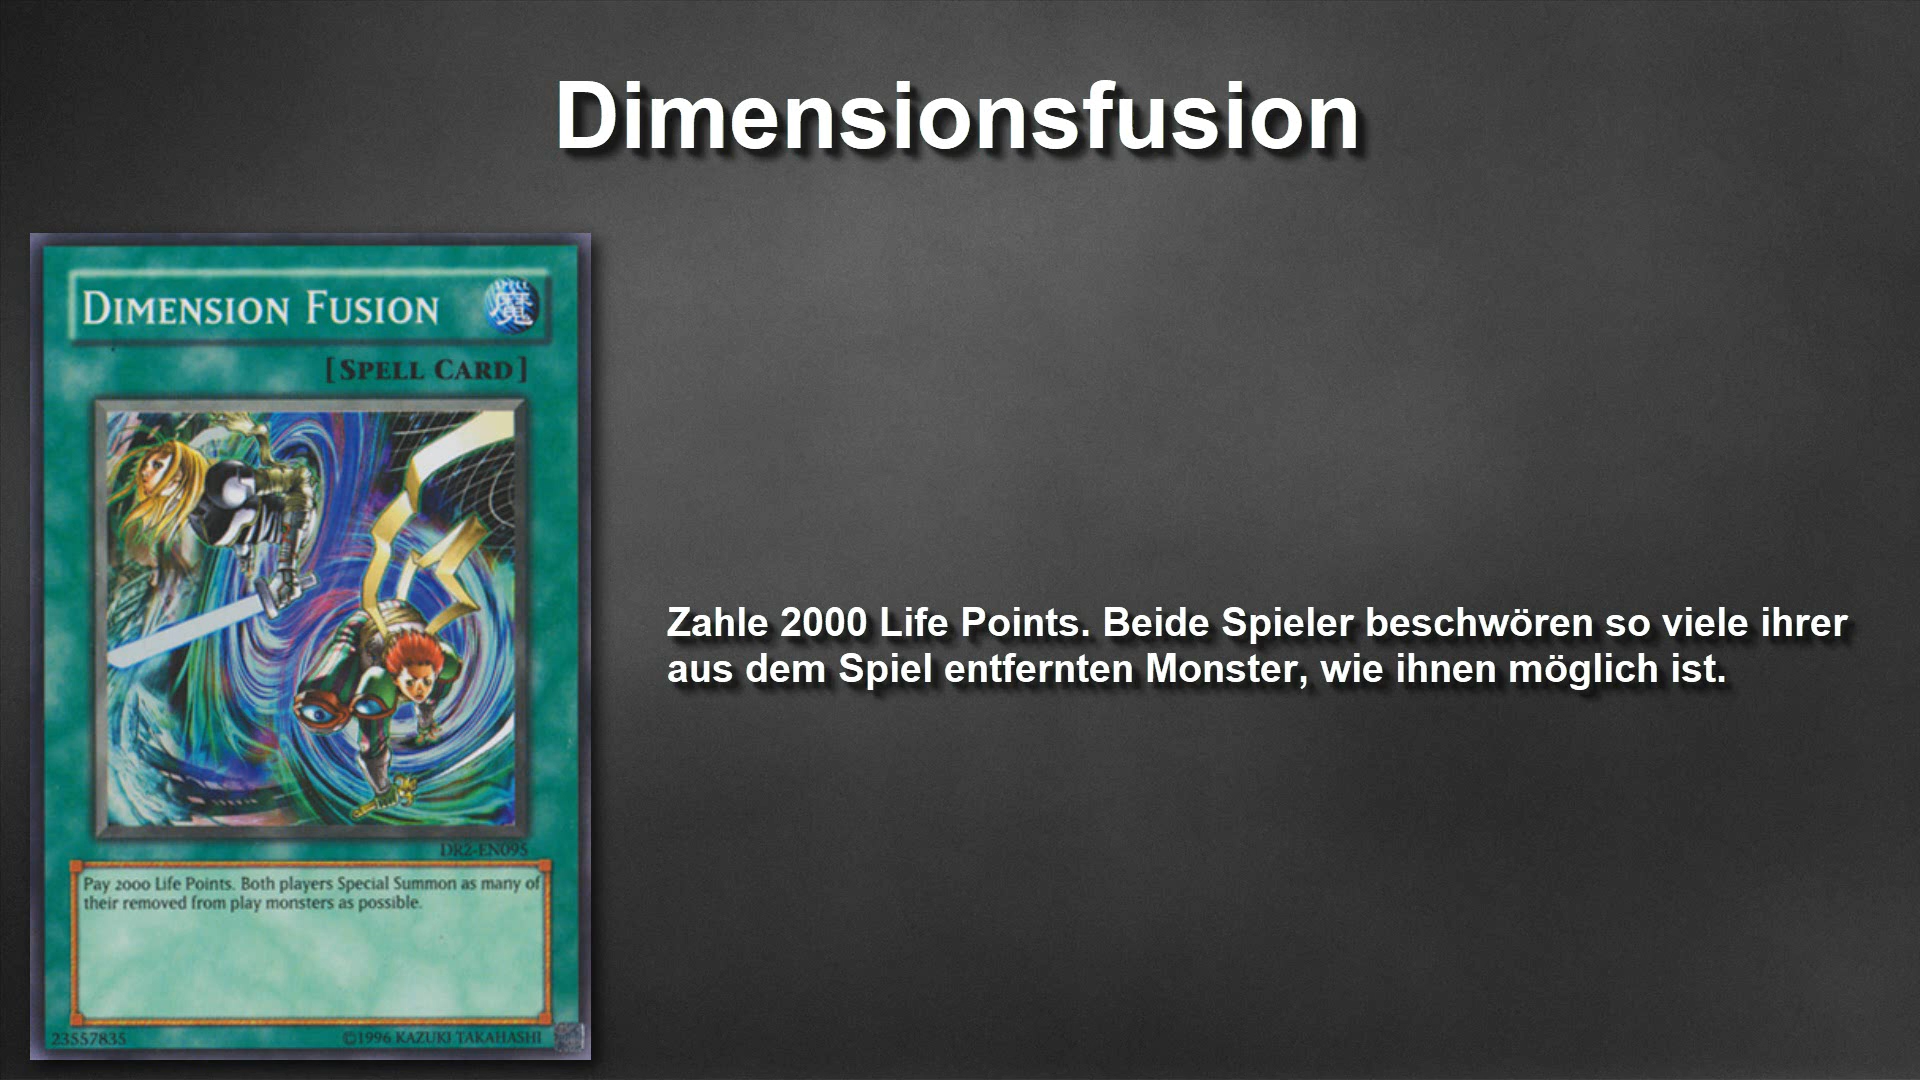 Dimensionsfusion
DIMENSION FUSION
SPELL
魔
[SPELL CARD]
DR2-EN095
Pay 2000 Life Points. Both players Special Summon as many of
their removed from play monsters as possible.
23557835
©1996 KAZUKI TAKAHASHI
Zahle 2000 Life Points. Beide Spieler beschwören so viele ihrer
aus dem Spiel entfernten Monster, wie ihnen möglich ist.